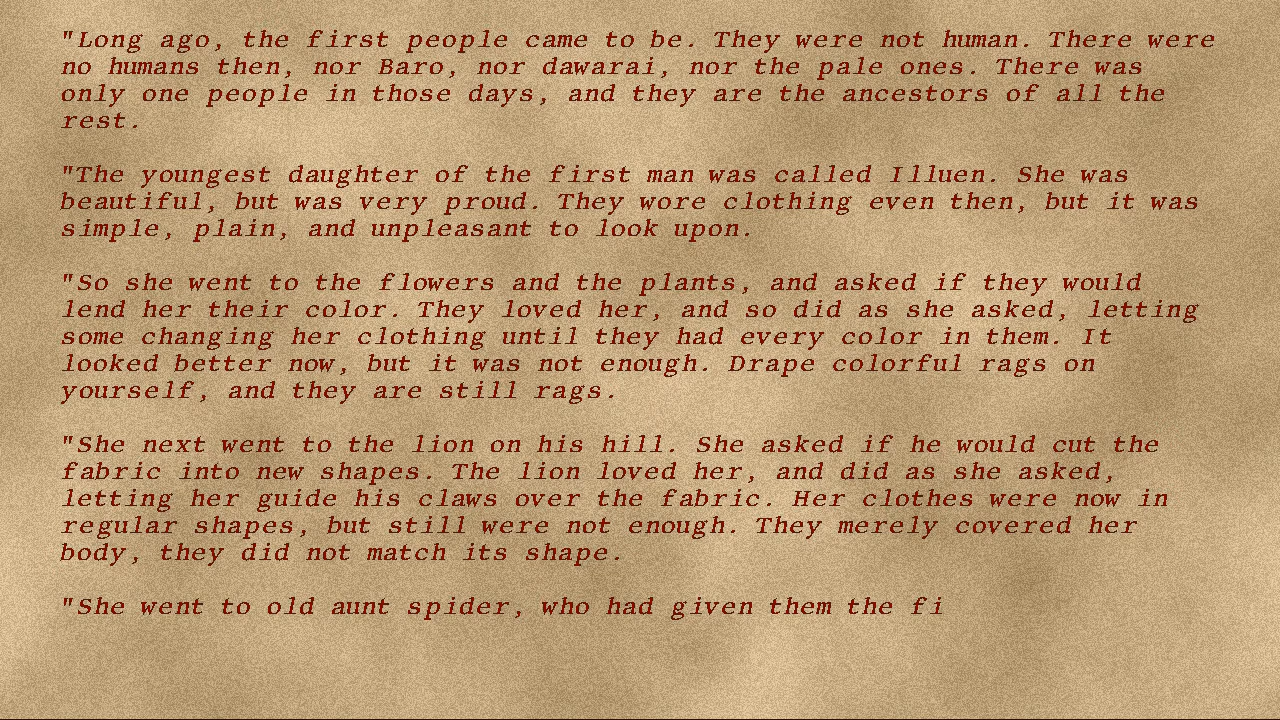 "Long ago, the first people came to be. They were not human. There were
no humans then, nor Baro, nor dawarai, nor the pale ones. There was
only one people in those days, and they are the ancestors of all the
rest.
"The youngest daughter of the first man was called Illuen. She was
beautiful, but was very proud. They wore clothing even then, but it was
simple, plain, and unpleasant to look upon.
"So she went to the flowers and the plants, and asked if they would
lend her their color. They loved her, and so did as she asked, letting
some changing her clothing until they had every color in them. It
looked better now, but it was not enough. Drape colorful rags on
yourself, and they are still rags.
"She next went to the lion on his hill. She asked if he would cut the
fabric into new shapes. The lion loved her, and did as she asked,
letting her guide his claws over the fabric. Her clothes were now in
regular shapes, but still were not enough. They merely covered her
body, they did not match its shape.
"She went to old aunt spider, who had given them the fi